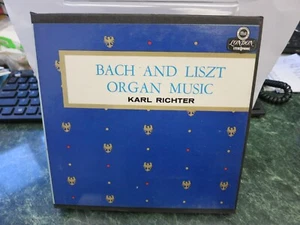 LONDON
BACH AND LISZT
ORGAN MUSIC
KARL RICHTER